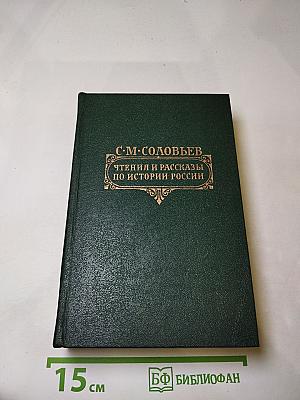 С·М·СОЛОВЬЕВ
ЧТЕНИЯ И РАССКАЗЫ
ПО ИСТОРИИ РОССИИ
15 см
БФ БИБЛИОФАН